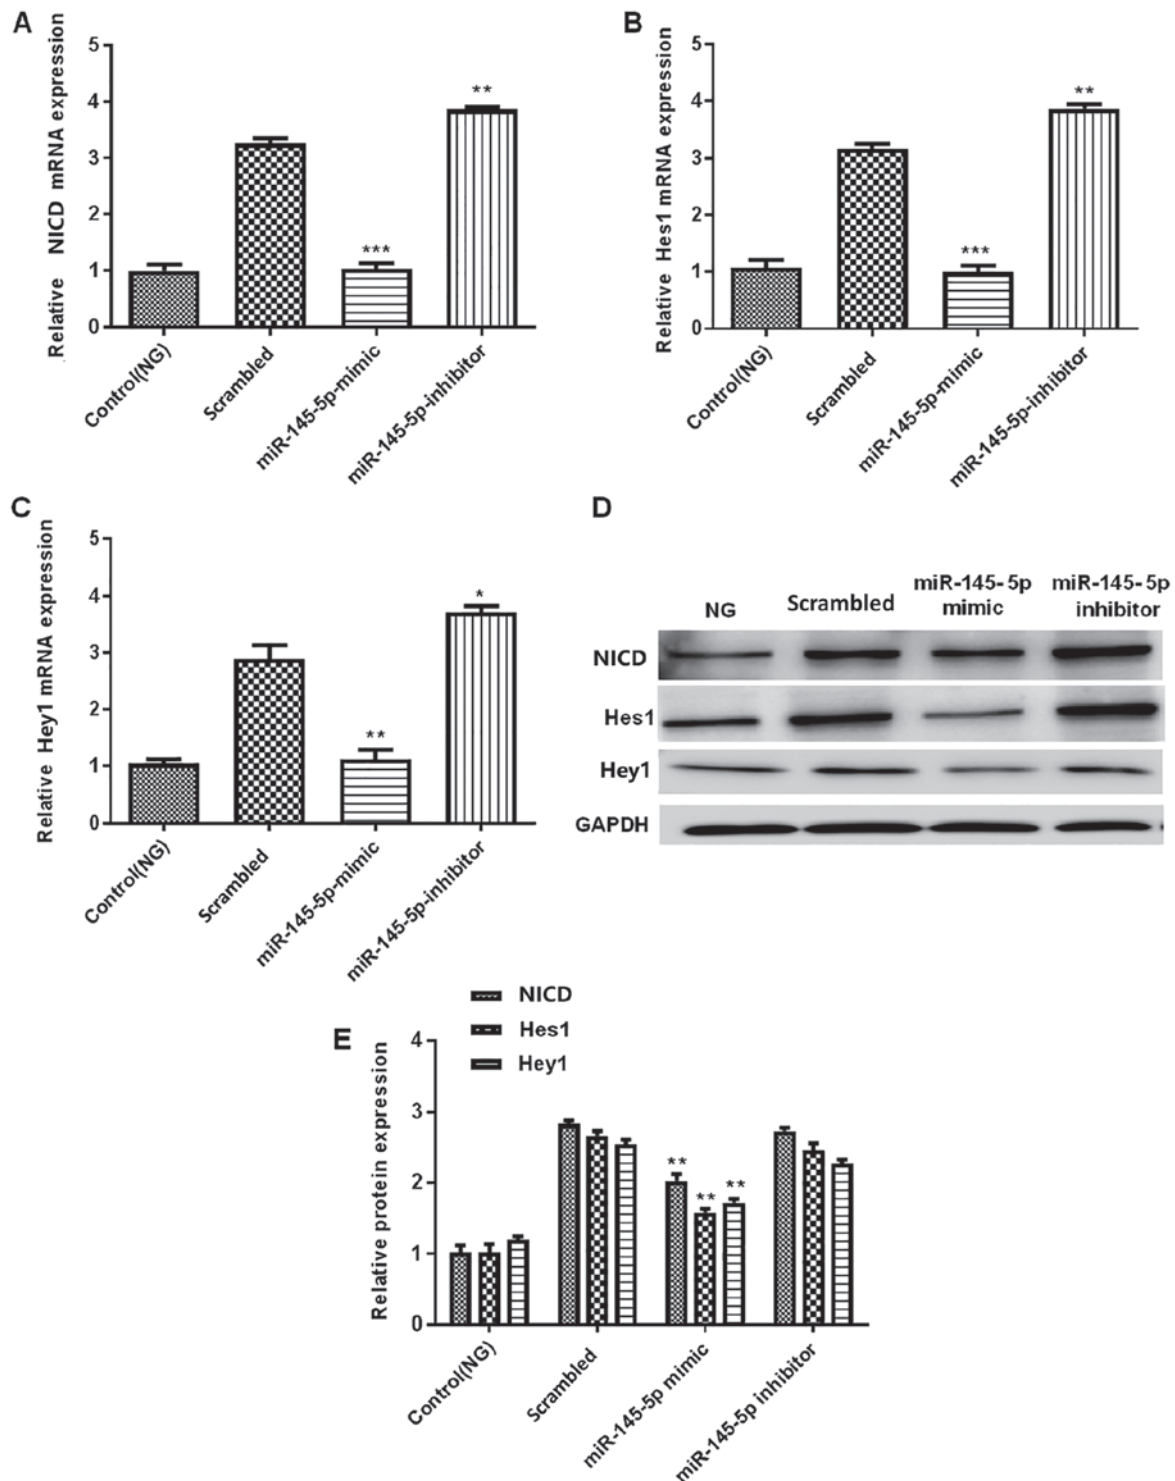 A
Relative NICD mRNA expression
5
4
3
2
1
0
***
**
Control(NG)
Scrambled
miR-145-5p-mimic
miR-145-5p-inhibitor
B
Relative Hes1 mRNA expression
5
4
3
2
1
0
***
**
Control(NG)
Scrambled
miR-145-5p-mimic
miR-145-5p-inhibitor
C
Relative Hey1 mRNA expression
5
4
3
2
1
0
**
*
Control(NG)
Scrambled
miR-145-5p-mimic
miR-145-5p-inhibitor
D
NG
Scrambled
miR-145-5p
mimic
miR-145-5p
inhibitor
NICD
Hes1
Hey1
GAPDH
E
NICD
Hes1
Hey1
Relative protein expression
4
3
2
1
0
**
**
**
Control(NG)
Scrambled
miR-145-5p mimic
miR-145-5p inhibitor